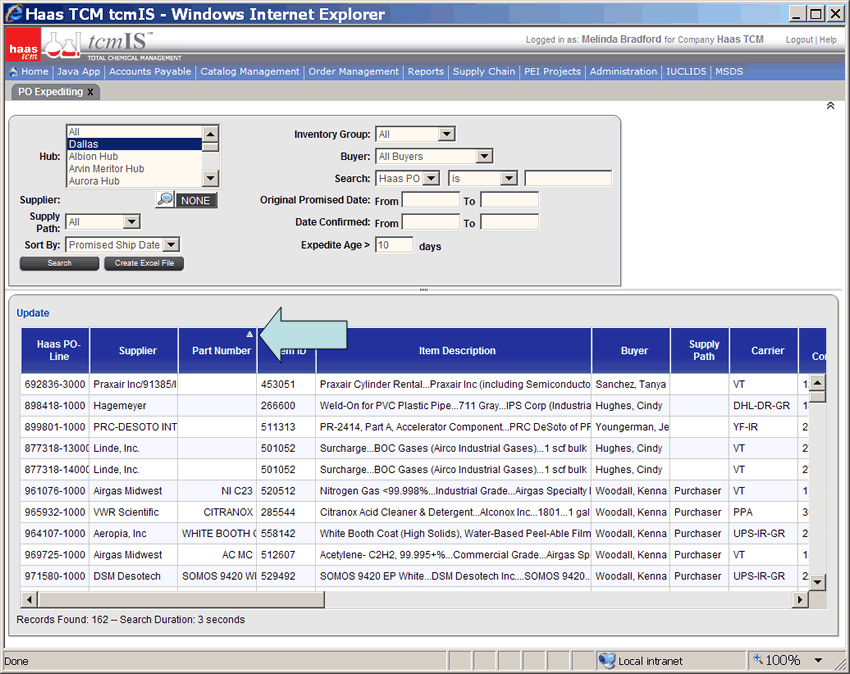 Haas TCM tcmIS - Windows Internet Explorer
haas tcm tcmIS™ TOTAL CHEMICAL MANAGEMENT
Logged in as: Melinda Bradford for Company Haas TCM Logout | Help
Home | Java App | Accounts Payable | Catalog Management | Order Management | Reports | Supply Chain | PEI Projects | Administration | IUCLID5 | MSDS
PO Expediting X
Hub: All
Dallas
Albion Hub
Arvin Meritor Hub
Aurora Hub
Supplier: NONE
Supply Path: All
Sort By: Promised Ship Date
Search Create Excel File
Inventory Group: All
Buyer: All Buyers
Search: Haas PO is
Original Promised Date: From To
Date Confirmed: From To
Expedite Age > 10 days
Update
Haas PO-Line Supplier Part Number Item Description Buyer Supply Path Carrier
692836-3000 Praxair Inc/91385/I 453051 Praxair Cylinder Rental...Praxair Inc (including Semiconducto Sanchez, Tanya VT
898418-1000 Hagemeyer 266600 Weld-On for PVC Plastic Pipe...711 Gray...IPS Corp (Industria Hughes, Cindy DHL-DR-GR
899801-1000 PRC-DESOTO INT 511313 PR-2414, Part A, Accelerator Component...PRC DeSoto of PF Youngerman, Je YF-IR
877318-13000 Linde, Inc. 501052 Surcharge...BOC Gases (Airco Industrial Gases)...1 scf bulk Hughes, Cindy VT
877318-14000 Linde, Inc. 501052 Surcharge...BOC Gases (Airco Industrial Gases)...1 scf bulk Hughes, Cindy VT
961076-1000 Airgas Midwest NI C23 520512 Nitrogen Gas <99.998%...Industrial Grade...Airgas Specialty Woodall, Kenna Purchaser VT
965932-1000 VWR Scientific CITRANOX 285544 Citranox Acid Cleaner & Detergent...Alconox Inc...1801...1 gal Woodall, Kenna Purchaser PPA
964107-1000 Aeropia, Inc WHITE BOOTH C 558142 White Booth Coat (High Solids), Water-Based Peel-Able Film Woodall, Kenna Purchaser UPS-IR-GR
969725-1000 Airgas Midwest AC MC 512607 Acetylene- C2H2, 99.995+%...Commercial Grade...Airgas Sp Woodall, Kenna Purchaser VT
971580-1000 DSM Desotech SOMOS 9420 WI 529492 SOMOS 9420 EP White...DSM Desotech Inc....SOMOS 9420... Woodall, Kenna Purchaser UPS-IR-GR
Records Found: 162 -- Search Duration: 3 seconds
Done Local intranet 100%